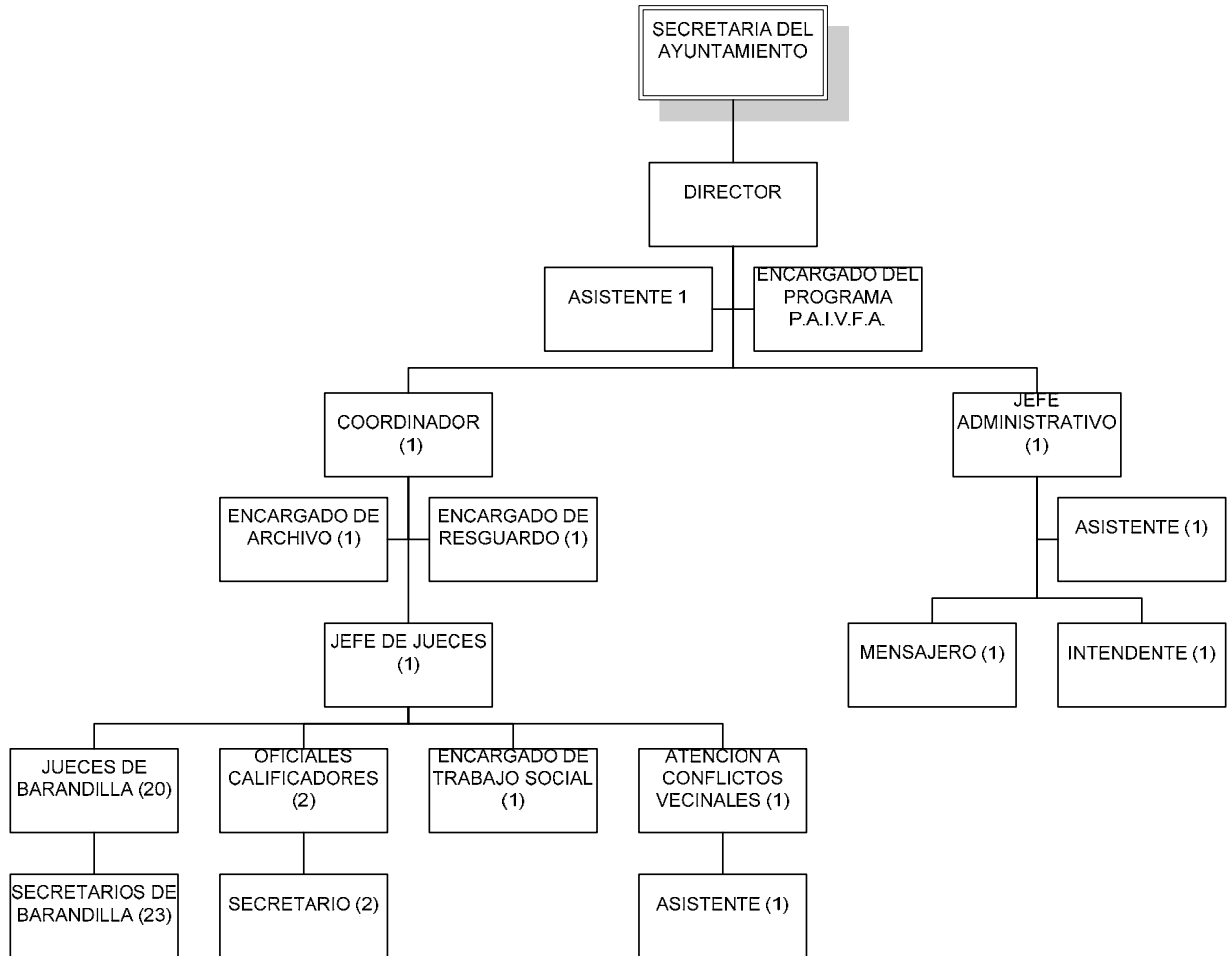 SECRETARIA DEL
AYUNTAMIENTO
DIRECTOR
ASISTENTE 1
ENCARGADO DEL
PROGRAMA
P.A.I.V.F.A.
COORDINADOR
(1)
JEFE
ADMINISTRATIVO
(1)
ENCARGADO DE
ARCHIVO (1)
ENCARGADO DE
RESGUARDO (1)
ASISTENTE (1)
JEFE DE JUECES
(1)
MENSAJERO (1)
INTENDENTE (1)
JUECES DE
BARANDILLA (20)
OFICIALES
CALIFICADORES
(2)
ENCARGADO DE
TRABAJO SOCIAL
(1)
ATENCION A
CONFLICTOS
VECINALES (1)
SECRETARIOS DE
BARANDILLA (23)
SECRETARIO (2)
ASISTENTE (1)